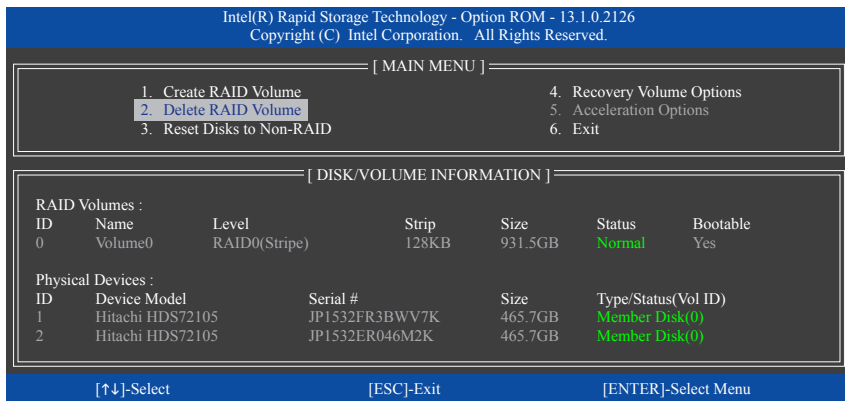 Intel(R) Rapid Storage Technology - Option ROM - 13.1.0.2126
Copyright (C) Intel Corporation. All Rights Reserved.
[ MAIN MENU ]
1. Create RAID Volume 4. Recovery Volume Options
2. Delete RAID Volume 5. Acceleration Options
3. Reset Disks to Non-RAID 6. Exit
[ DISK/VOLUME INFORMATION ]
RAID Volumes :
ID Name Level Strip Size Status Bootable
0 Volume0 RAID0(Stripe) 128KB 931.5GB Normal Yes
Physical Devices :
ID Device Model Serial # Size Type/Status(Vol ID)
1 Hitachi HDS72105 JP1532FR3BWV7K 465.7GB Member Disk(0)
2 Hitachi HDS72105 JP1532ER046M2K 465.7GB Member Disk(0)
[↑↓]-Select [ESC]-Exit [ENTER]-Select Menu